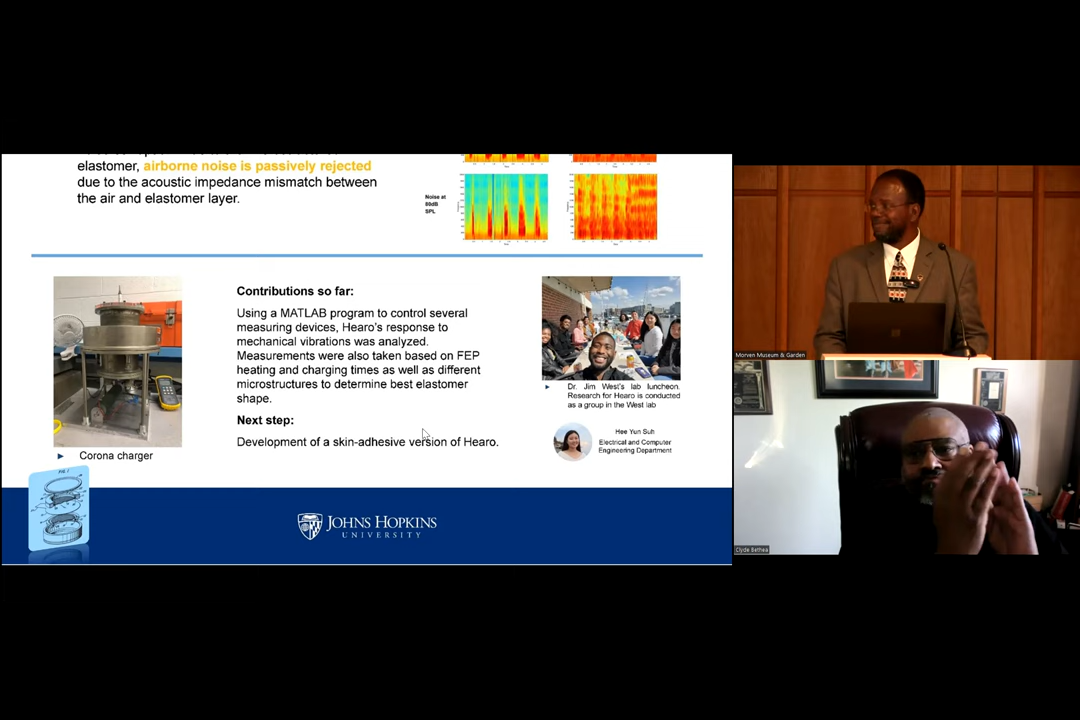 elastomer, airborne noise is passively rejected
due to the acoustic impedance mismatch between
the air and elastomer layer.
Noise at
80dB
SPL
Contributions so far:
Using a MATLAB program to control several
measuring devices, Hearo's response to
mechanical vibrations was analyzed.
Measurements were also taken based on FEP
heating and charging times as well as different
microstructures to determine best elastomer
shape.
Next step:
Development of a skin-adhesive version of Hearo.
Corona charger
Dr. Jim West's lab luncheon.
Research for Hearo is conducted
as a group in the West lab
Hee Yun Suh
Electrical and Computer
Engineering Department
JOHNS HOPKINS
UNIVERSITY
Morven Museum & Garden
Clyde Bethea